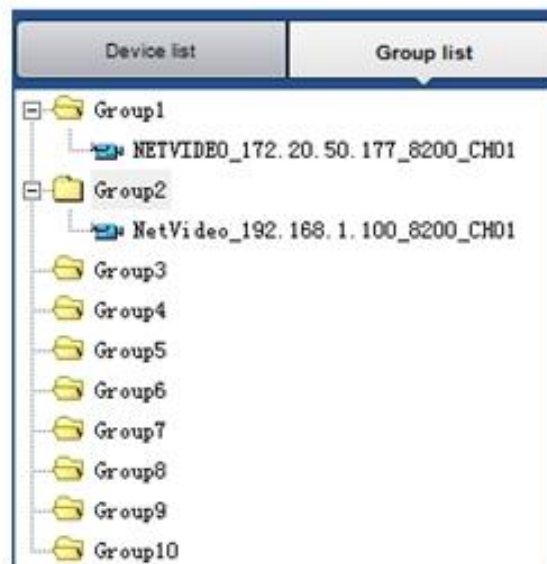 Device list
Group list
Group1
NETVIDEO_172.20.50.177_8200_CH01
Group2
NetVideo_192.168.1.100_8200_CH01
Group3
Group4
Group5
Group6
Group7
Group8
Group9
Group10